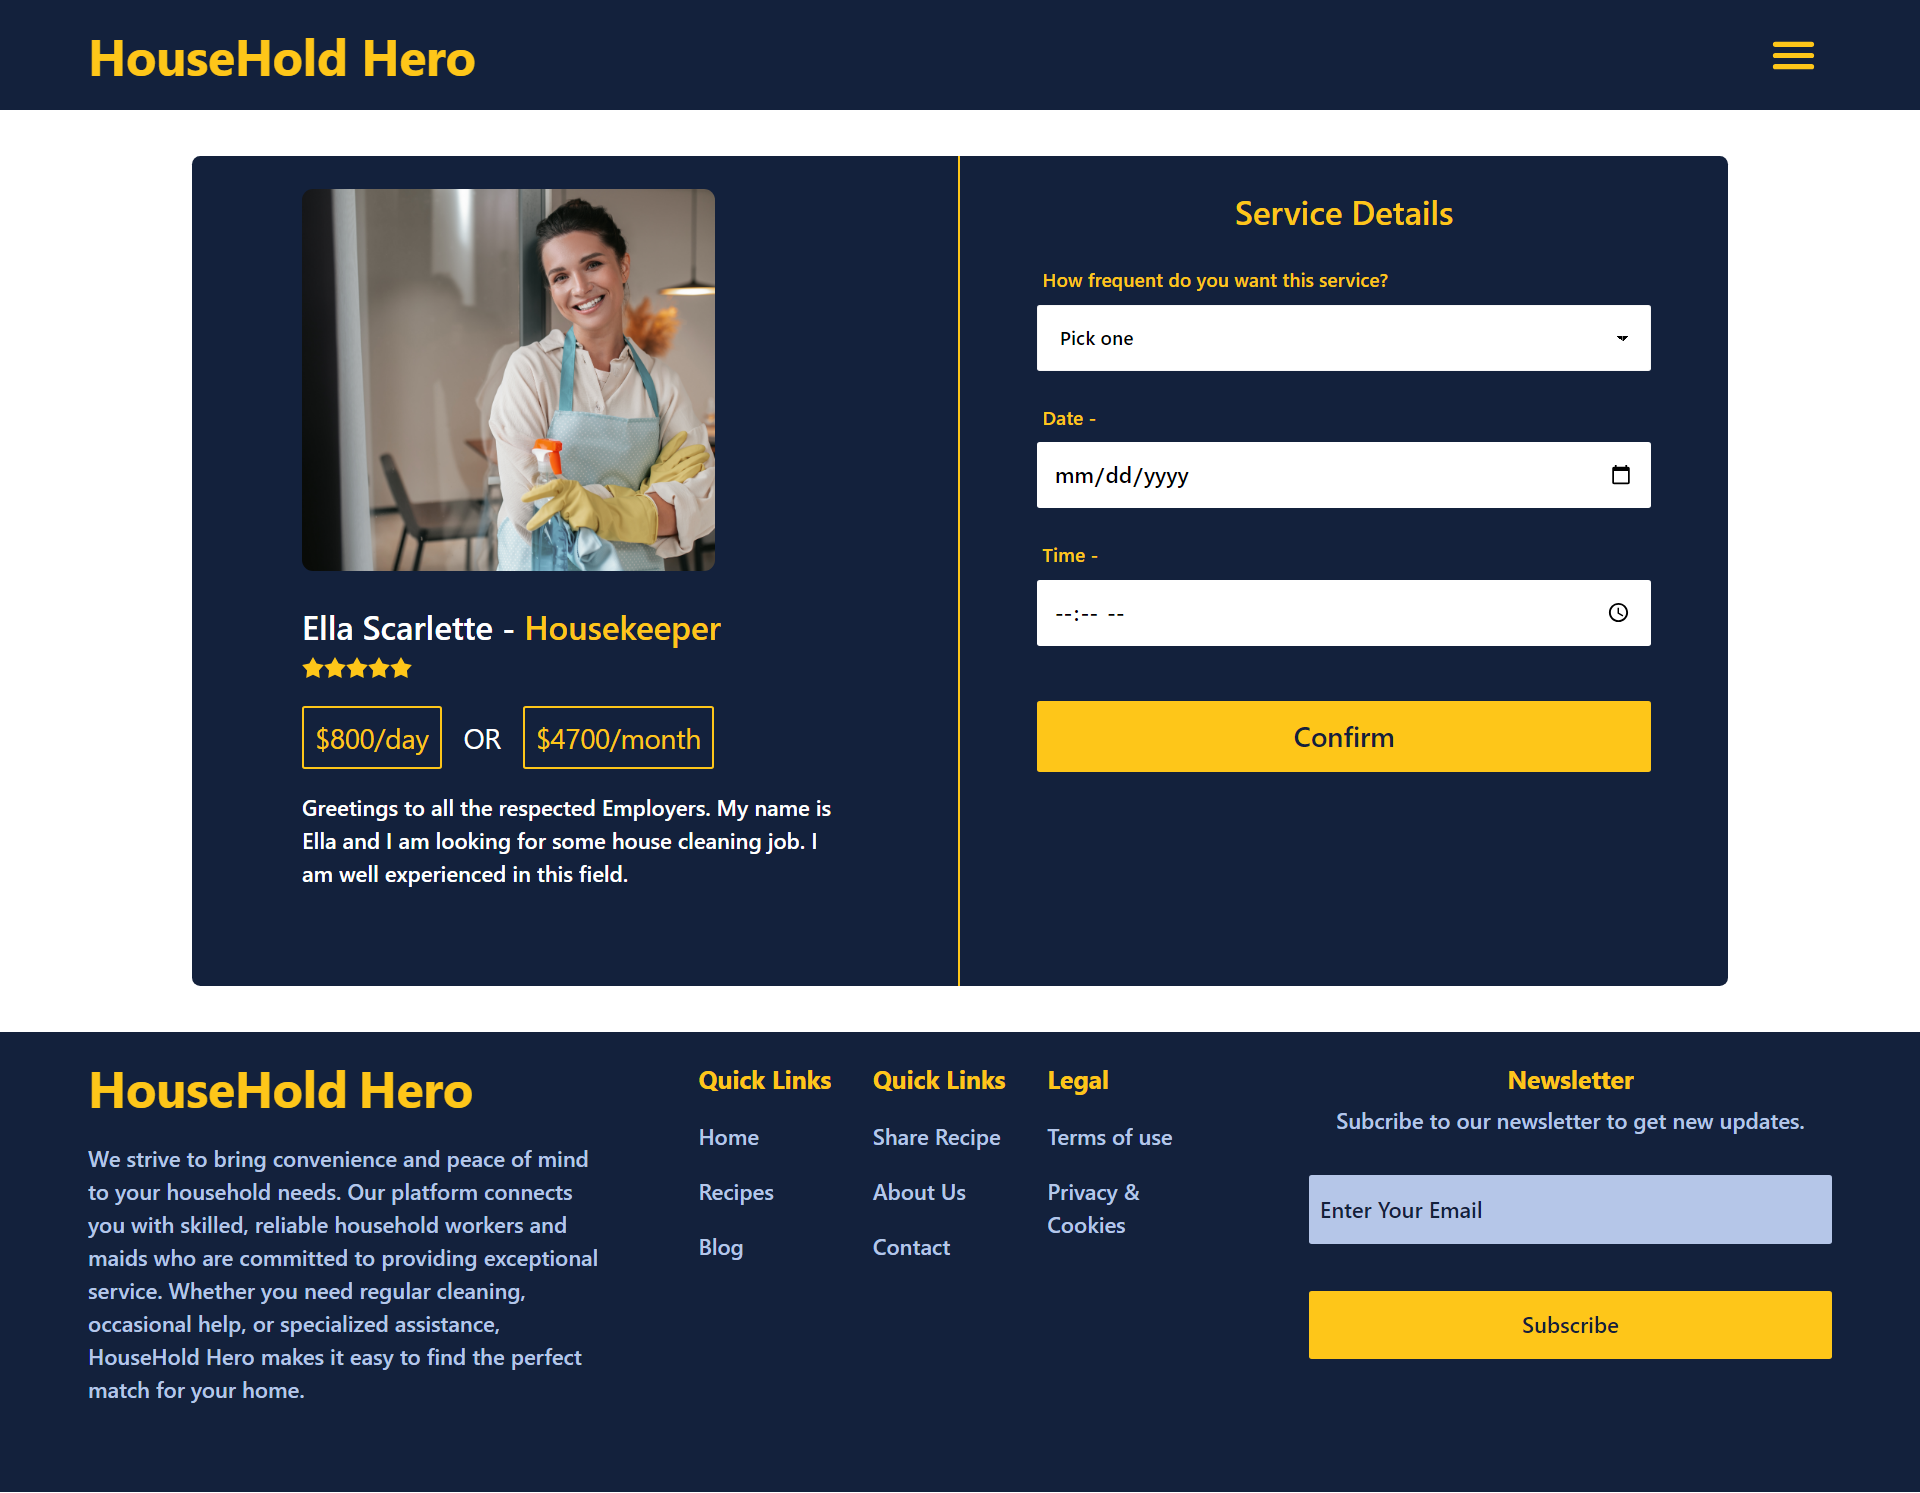 HouseHold Hero
Ella Scarlette - Housekeeper
$800/day OR $4700/month
Greetings to all the respected Employers. My name is
Ella and I am looking for some house cleaning job. I
am well experienced in this field.
Service Details
How frequent do you want this service?
Pick one
Date -
mm/dd/yyyy
Time -
--:-- --
Confirm
HouseHold Hero
We strive to bring convenience and peace of mind
to your household needs. Our platform connects
you with skilled, reliable household workers and
maids who are committed to providing exceptional
service. Whether you need regular cleaning,
occasional help, or specialized assistance,
HouseHold Hero makes it easy to find the perfect
match for your home.
Quick Links
Home
Recipes
Blog
Quick Links
Share Recipe
About Us
Contact
Legal
Terms of use
Privacy &
Cookies
Newsletter
Subcribe to our newsletter to get new updates.
Enter Your Email
Subscribe